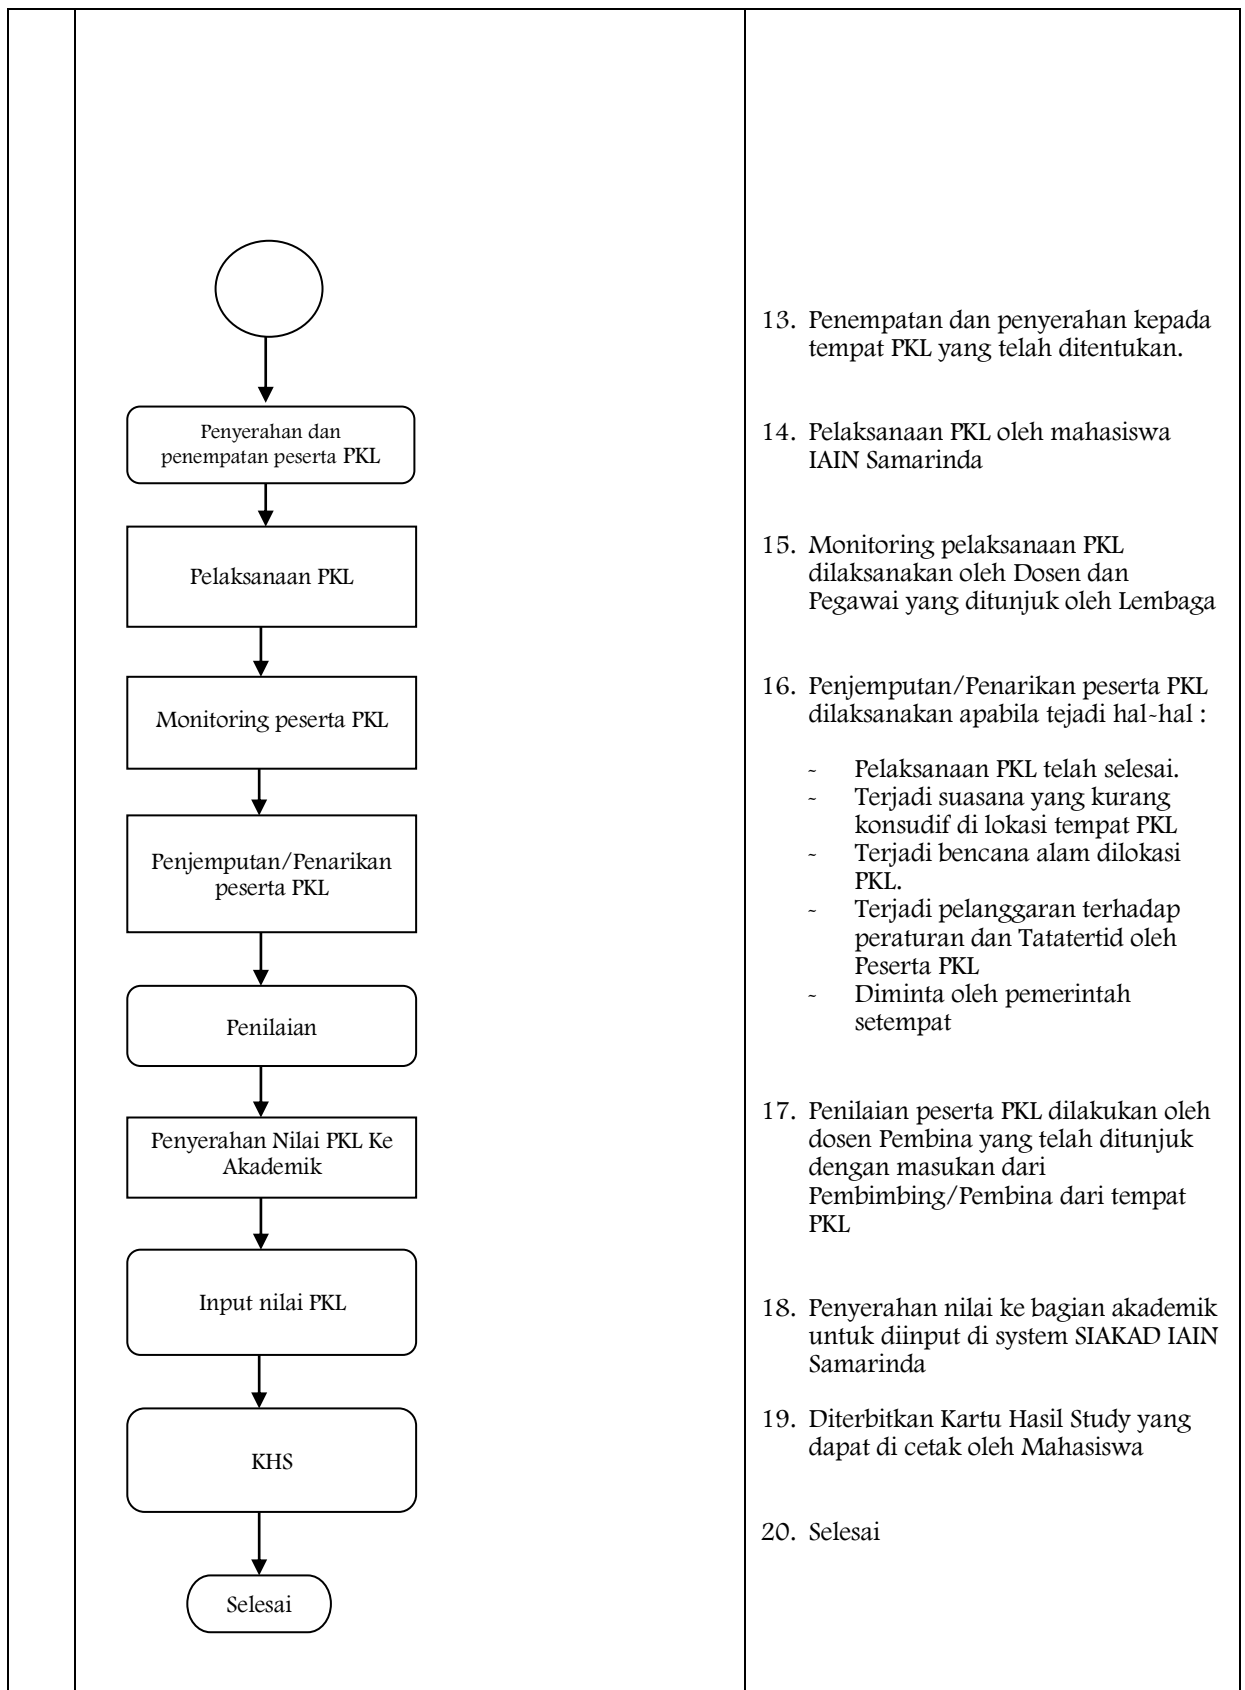 Penyerahan dan
penempatan peserta PKL
Pelaksanaan PKL
Monitoring peserta PKL
Penjemputan/Penarikan
peserta PKL
Penilaian
Penyerahan Nilai PKL Ke
Akademik
Input nilai PKL
KHS
Selesai
13. Penempatan dan penyerahan kepada
tempat PKL yang telah ditentukan.
14. Pelaksanaan PKL oleh mahasiswa
IAIN Samarinda
15. Monitoring pelaksanaan PKL
dilaksanakan oleh Dosen dan
Pegawai yang ditunjuk oleh Lembaga
16. Penjemputan/Penarikan peserta PKL
dilaksanakan apabila tejadi hal-hal :
- Pelaksanaan PKL telah selesai.
- Terjadi suasana yang kurang
konsudif di lokasi tempat PKL
- Terjadi bencana alam dilokasi
PKL.
- Terjadi pelanggaran terhadap
peraturan dan Tatatertid oleh
Peserta PKL
- Diminta oleh pemerintah
setempat
17. Penilaian peserta PKL dilakukan oleh
dosen Pembina yang telah ditunjuk
dengan masukan dari
Pembimbing/Pembina dari tempat
PKL
18. Penyerahan nilai ke bagian akademik
untuk diinput di system SIAKAD IAIN
Samarinda
19. Diterbitkan Kartu Hasil Study yang
dapat di cetak oleh Mahasiswa
20. Selesai